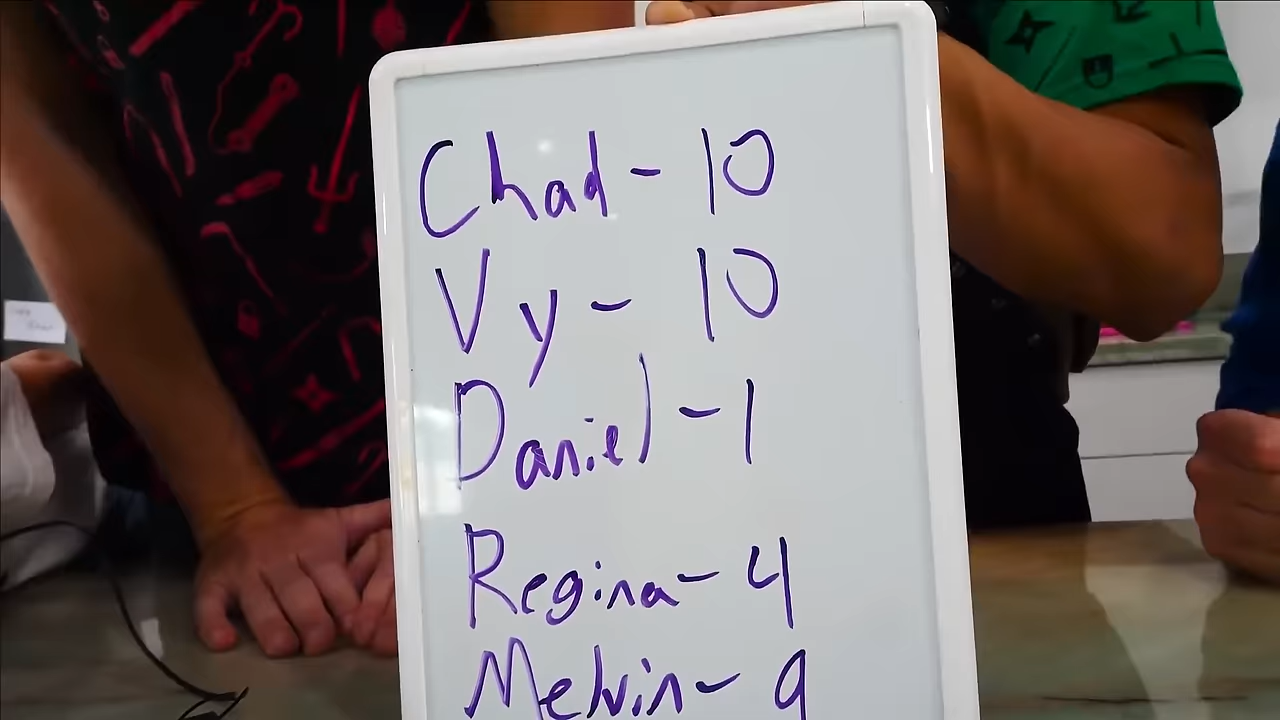 Chad - 10
Vy - 10
Daniel - 1
Regina - 4
Melvin - 9